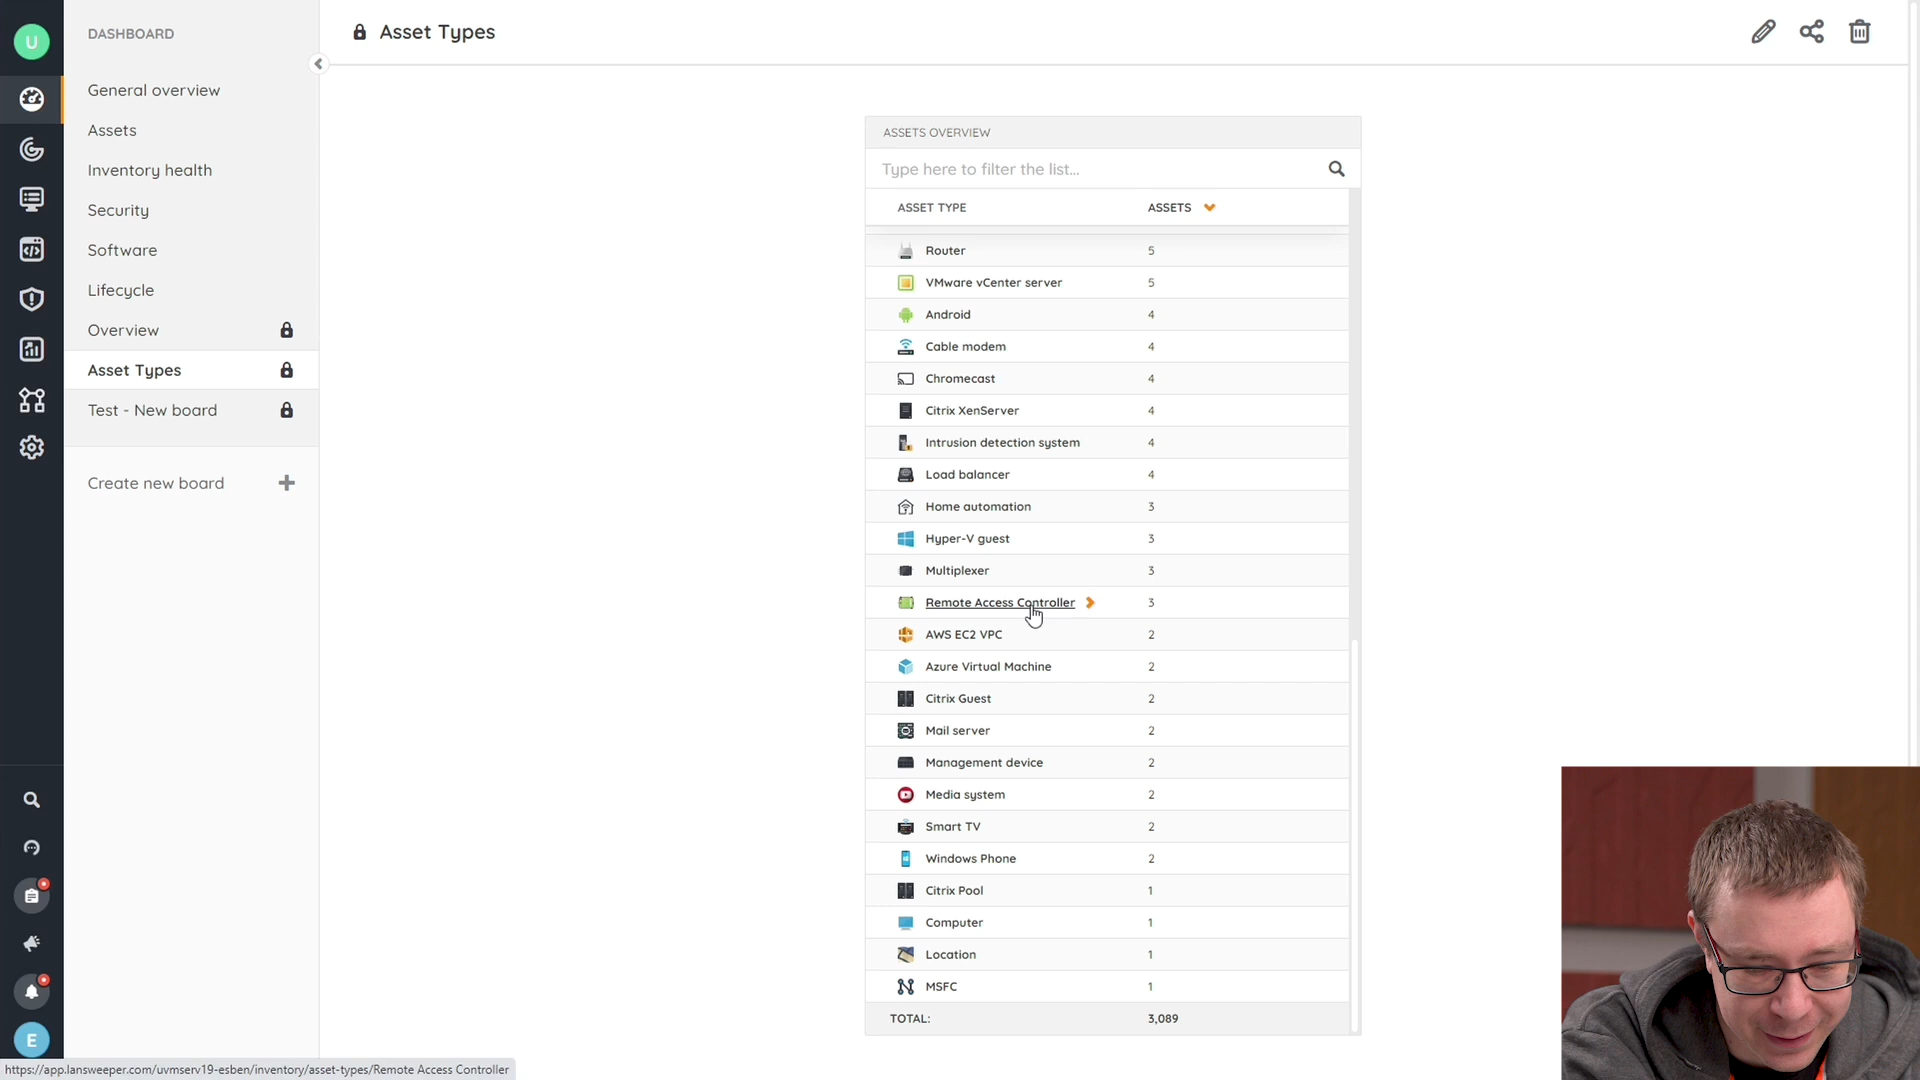 U
DASHBOARD
General overview
Assets
Inventory health
Security
Software
Lifecycle
Overview
Asset Types
Test - New board
Create new board
E
Asset Types
ASSETS OVERVIEW
Type here to filter the list...
ASSET TYPE ASSETS
Router 5
VMware vCenter server 5
Android 4
Cable modem 4
Chromecast 4
Citrix XenServer 4
Intrusion detection system 4
Load balancer 4
Home automation 3
Hyper-V guest 3
Multiplexer 3
Remote Access Controller 3
AWS EC2 VPC 2
Azure Virtual Machine 2
Citrix Guest 2
Mail server 2
Management device 2
Media system 2
Smart TV 2
Windows Phone 2
Citrix Pool 1
Computer 1
Location 1
MSFC 1
TOTAL: 3,089
https://app.lansweeper.com/uvmserv19-esben/inventory/asset-types/Remote Access Controller